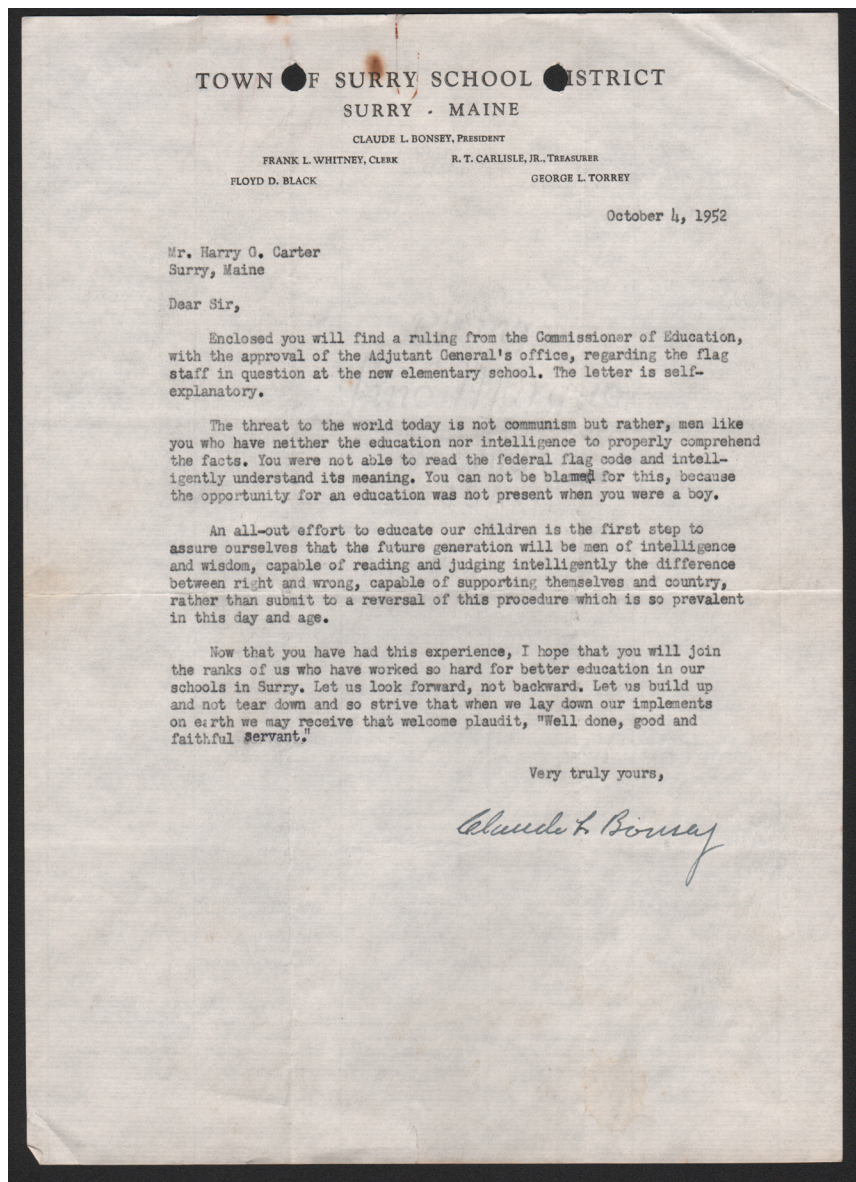 TOWN OF SURRY SCHOOL DISTRICT
SURRY - MAINE
CLAUDE L. BONSEY, PRESIDENT
FRANK L. WHITNEY, CLERK R. T. CARLISLE, JR., TREASURER
FLOYD D. BLACK GEORGE L. TORREY
October 4, 1952
Mr. Harry G. Carter
Surry, Maine
Dear Sir,
Enclosed you will find a ruling from the Commissioner of Education,
with the approval of the Adjutant General's office, regarding the flag
staff in question at the new elementary school. The letter is self-
explanatory.
The threat to the world today is not communism but rather, men like
you who have neither the education nor intelligence to properly comprehend
the facts. You were not able to read the federal flag code and intell-
igently understand its meaning. You can not be blamed for this, because
the opportunity for an education was not present when you were a boy.
An all-out effort to educate our children is the first step to
assure ourselves that the future generation will be men of intelligence
and wisdom, capable of reading and judging intelligently the difference
between right and wrong, capable of supporting themselves and country,
rather than submit to a reversal of this procedure which is so prevalent
in this day and age.
Now that you have had this experience, I hope that you will join
the ranks of us who have worked so hard for better education in our
schools in Surry. Let us look forward, not backward. Let us build up
and not tear down and so strive that when we lay down our implements
on earth we may receive that welcome plaudit, "Well done, good and
faithful servant."
Very truly yours,
Claude L Bonsey